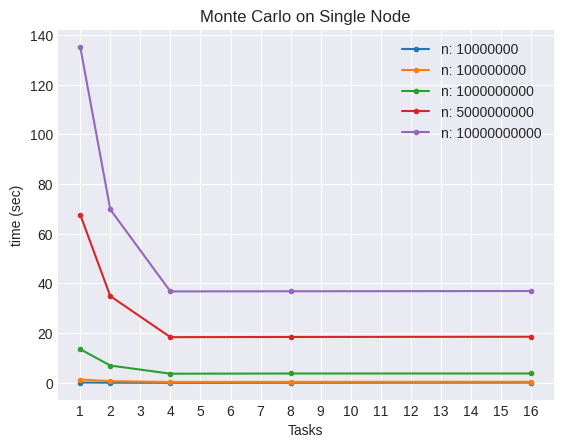 Monte Carlo on Single Node
140
120
100
80
60
40
20
0
time (sec)
n: 10000000
n: 100000000
n: 1000000000
n: 5000000000
n: 10000000000
1 2 3 4 5 6 7 8 9 10 11 12 13 14 15 16
Tasks